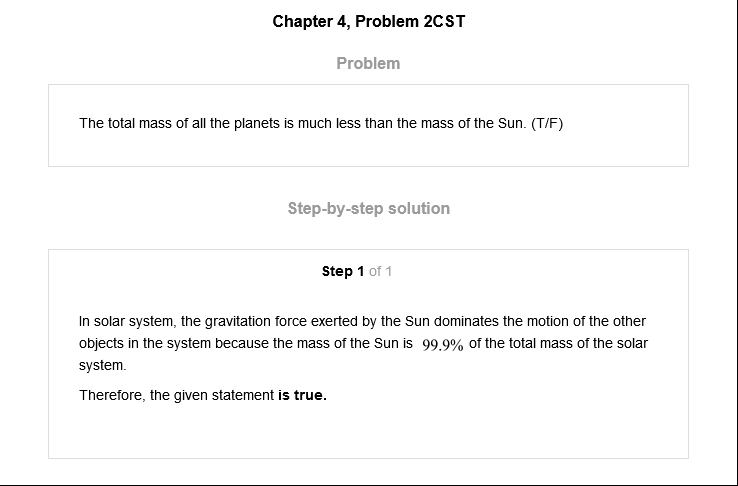 Chapter 4, Problem 2CST
Problem
The total mass of all the planets is much less than the mass of the Sun. (T/F)
Step-by-step solution
Step 1 of 1
In solar system, the gravitation force exerted by the Sun dominates the motion of the other
objects in the system because the mass of the Sun is 99.9% of the total mass of the solar
system.
Therefore, the given statement is true.